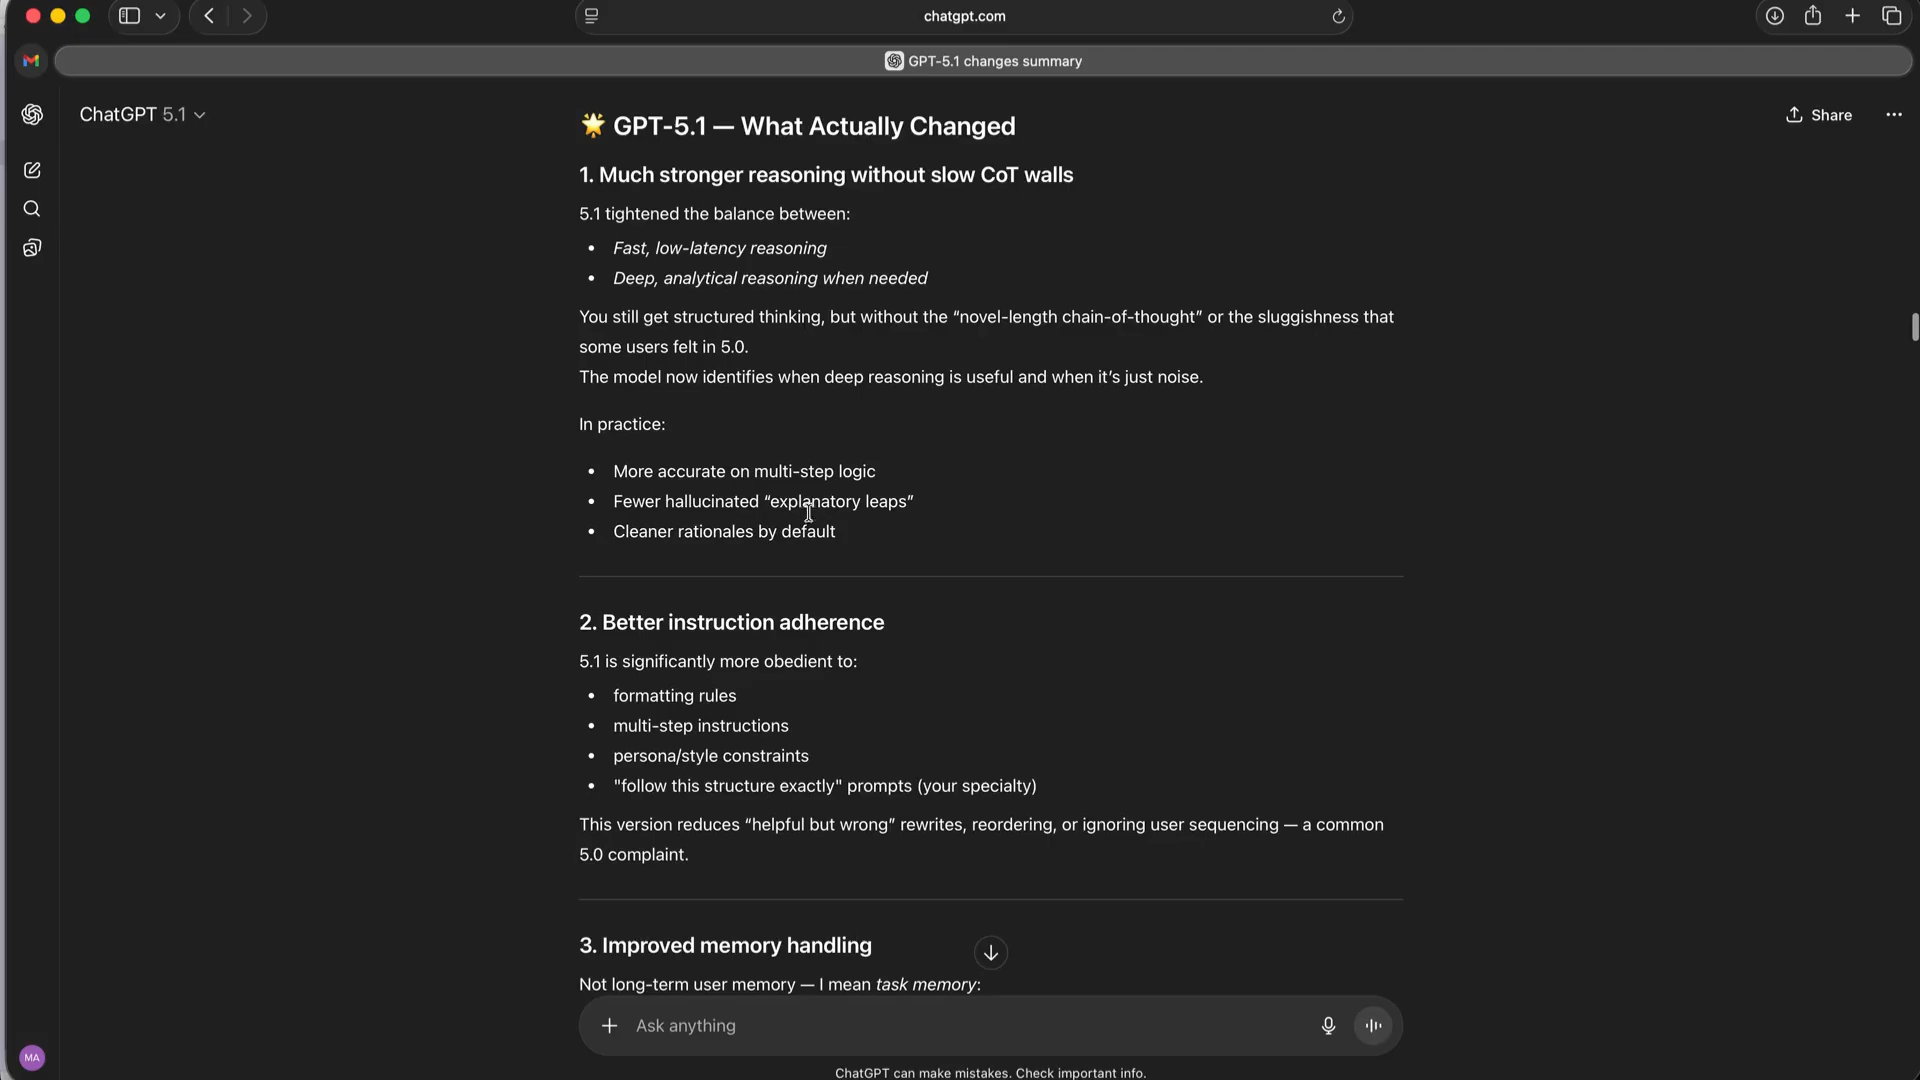 chatgpt.com
GPT-5.1 changes summary
ChatGPT 5.1
Share
🌟 GPT-5.1 — What Actually Changed
1. Much stronger reasoning without slow CoT walls
5.1 tightened the balance between:
• Fast, low-latency reasoning
• Deep, analytical reasoning when needed
You still get structured thinking, but without the “novel-length chain-of-thought” or the sluggishness that
some users felt in 5.0.
The model now identifies when deep reasoning is useful and when it’s just noise.
In practice:
• More accurate on multi-step logic
• Fewer hallucinated “explanatory leaps”
• Cleaner rationales by default
2. Better instruction adherence
5.1 is significantly more obedient to:
• formatting rules
• multi-step instructions
• persona/style constraints
• "follow this structure exactly" prompts (your specialty)
This version reduces “helpful but wrong” rewrites, reordering, or ignoring user sequencing — a common
5.0 complaint.
3. Improved memory handling
Not long-term user memory — I mean task memory:
Ask anything
MA
ChatGPT can make mistakes. Check important info.